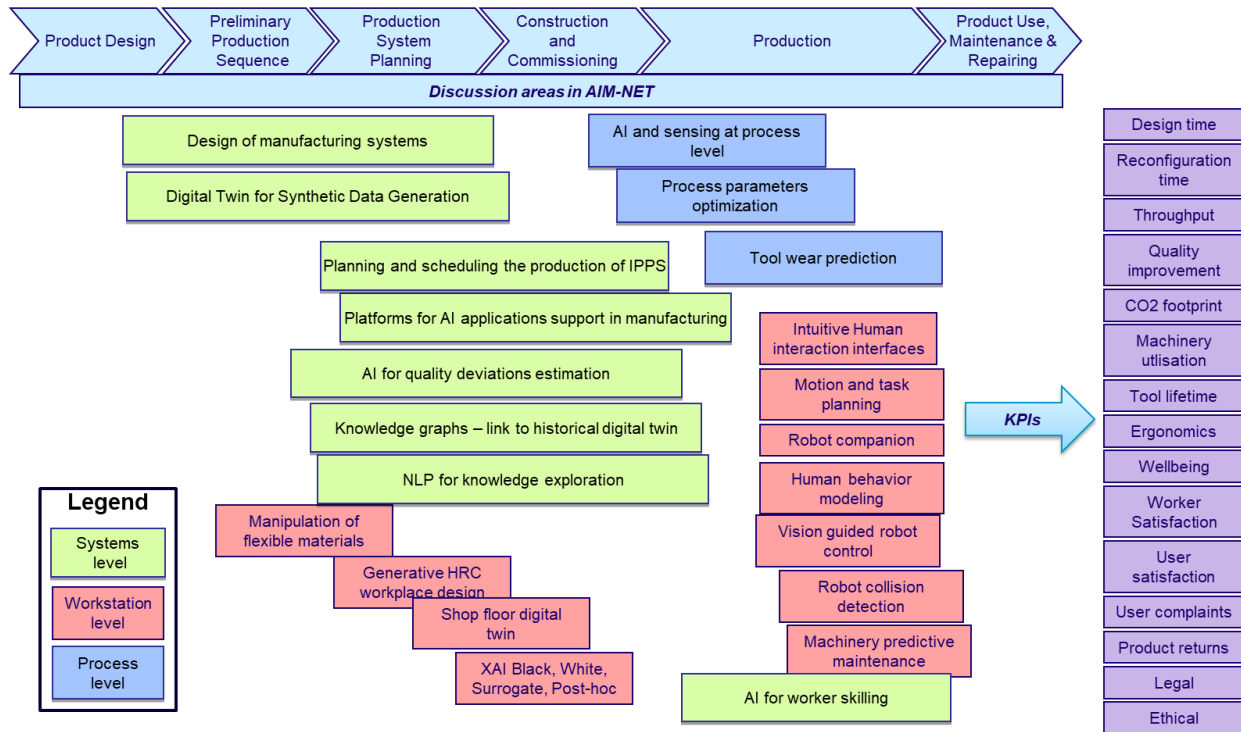 Product Design
Preliminary
Production
Sequence
Production
System
Planning
Construction
and
Commissioning
Production
Product Use,
Maintenance &
Repairing
Discussion areas in AIM-NET
Design of manufacturing systems
Digital Twin for Synthetic Data Generation
AI and sensing at process
level
Process parameters
optimization
Tool wear prediction
Planning and scheduling the production of IPPS
Platforms for AI applications support in manufacturing
AI for quality deviations estimation
Knowledge graphs – link to historical digital twin
NLP for knowledge exploration
Manipulation of
flexible materials
Generative HRC
workplace design
Shop floor digital
twin
XAI Black, White,
Surrogate, Post-hoc
Intuitive Human
interaction interfaces
Motion and task
planning
Robot companion
Human behavior
modeling
Vision guided robot
control
Robot collision
detection
Machinery predictive
maintenance
AI for worker skilling
Legend
Systems
level
Workstation
level
Process
level
KPIs
Design time
Reconfiguration
time
Throughput
Quality
improvement
CO2 footprint
Machinery
utlisation
Tool lifetime
Ergonomics
Wellbeing
Worker
Satisfaction
User
satisfaction
User complaints
Product returns
Legal
Ethical